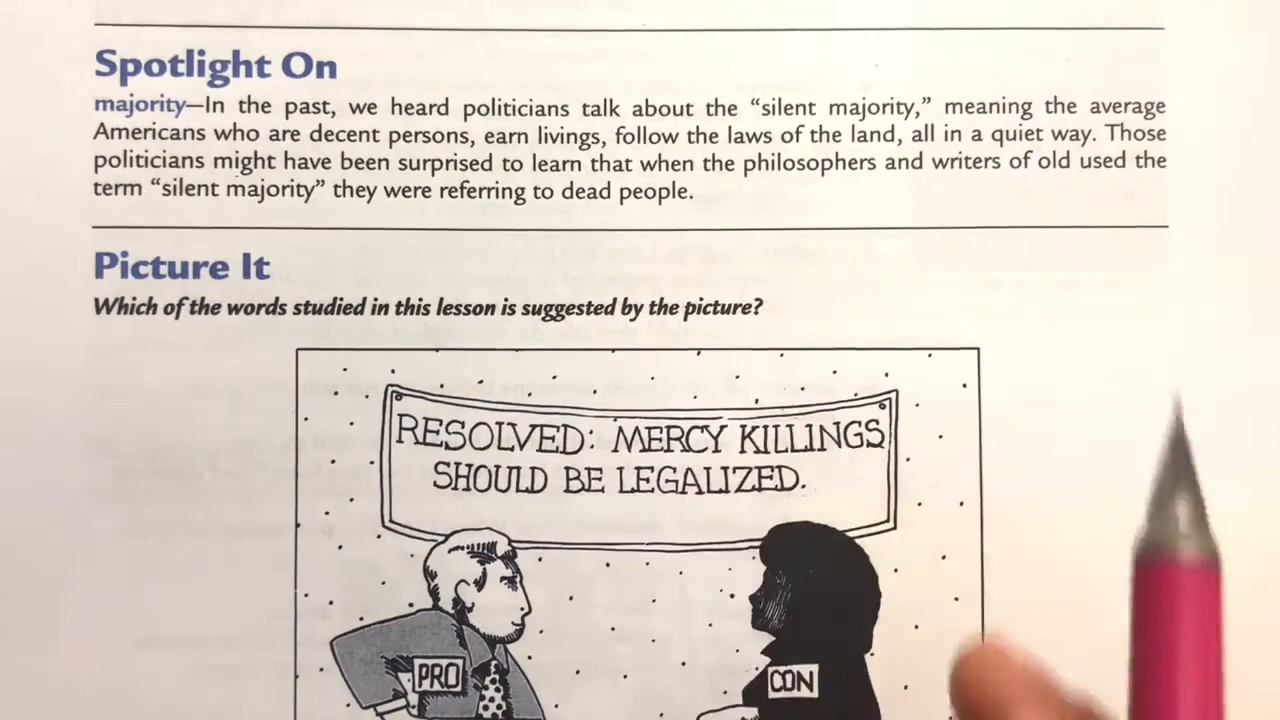 Spotlight On
majority—In the past, we heard politicians talk about the “silent majority,” meaning the average
Americans who are decent persons, earn livings, follow the laws of the land, all in a quiet way. Those
politicians might have been surprised to learn that when the philosophers and writers of old used the
term “silent majority” they were referring to dead people.
Picture It
Which of the words studied in this lesson is suggested by the picture?
RESOLVED: MERCY KILLINGS
SHOULD BE LEGALIZED.
PRO
CON